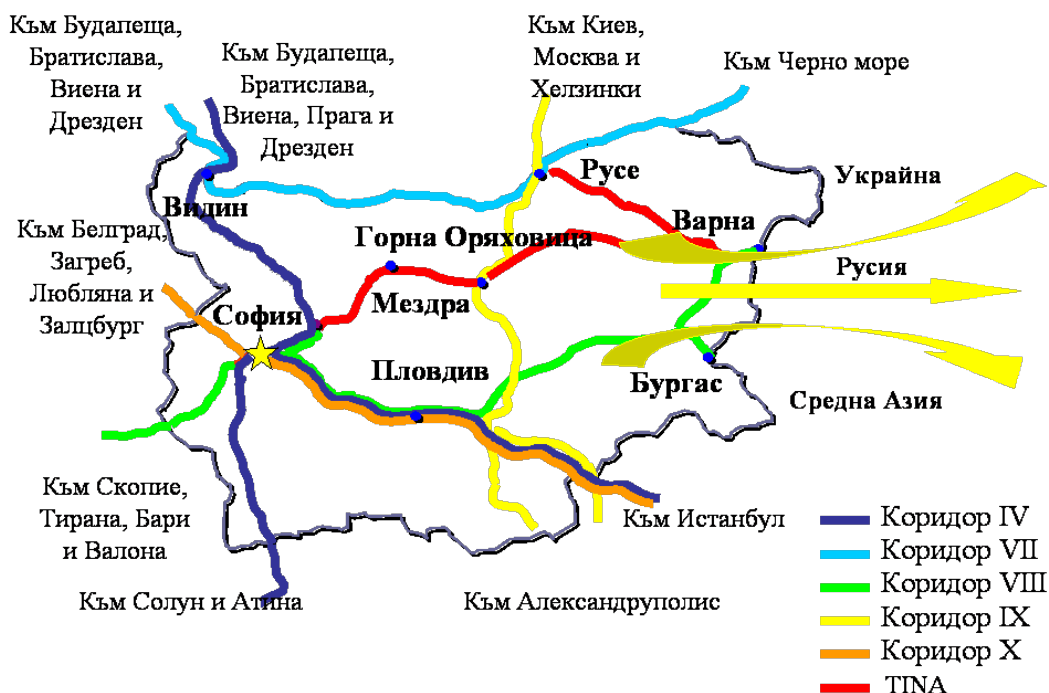 Към Будапеща,
Братислава,
Виена и
Дрезден
Към Будапеща,
Братислава,
Виена, Прага и
Дрезден
Към Киев,
Москва и
Хелзинки
Към Черно море
Русе
Украйна
Видин
Варна
Към Белград,
Загреб,
Любляна и
Залцбург
Горна Оряховица
Русия
София
Мездра
Пловдив
Бургас
Средна Азия
Към Скопие,
Тирана, Бари
и Валона
Към Истанбул
Към Солун и Атина
Към Александруполис
Коридор IV
Коридор VII
Коридор VIII
Коридор IX
Коридор X
TINA